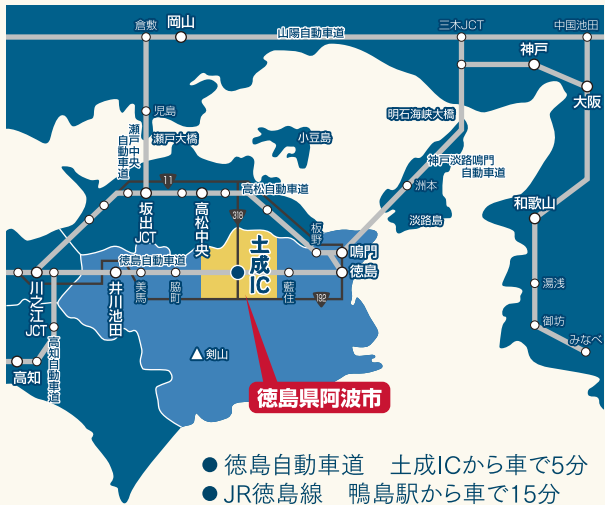 倉敷
岡山
山陽自動車道
三木JCT
中国池田
神戸
大阪
児島
瀬戸大橋
瀬戸中央
自動車道
小豆島
明石海峡大橋
神戸淡路鳴門
自動車道
11
高松自動車道
洲本
淡路島
和歌山
坂出
JCT
高松中央
318
板野
鳴門
徳島自動車道
土成
IC
徳島
川之江
JCT
井川池田
美馬
脇町
藍住
192
湯浅
御坊
みなべ
高知自動車道
高知
剣山
徳島県阿波市
● 徳島自動車道　土成ICから車で5分
● JR徳島線　鴨島駅から車で15分